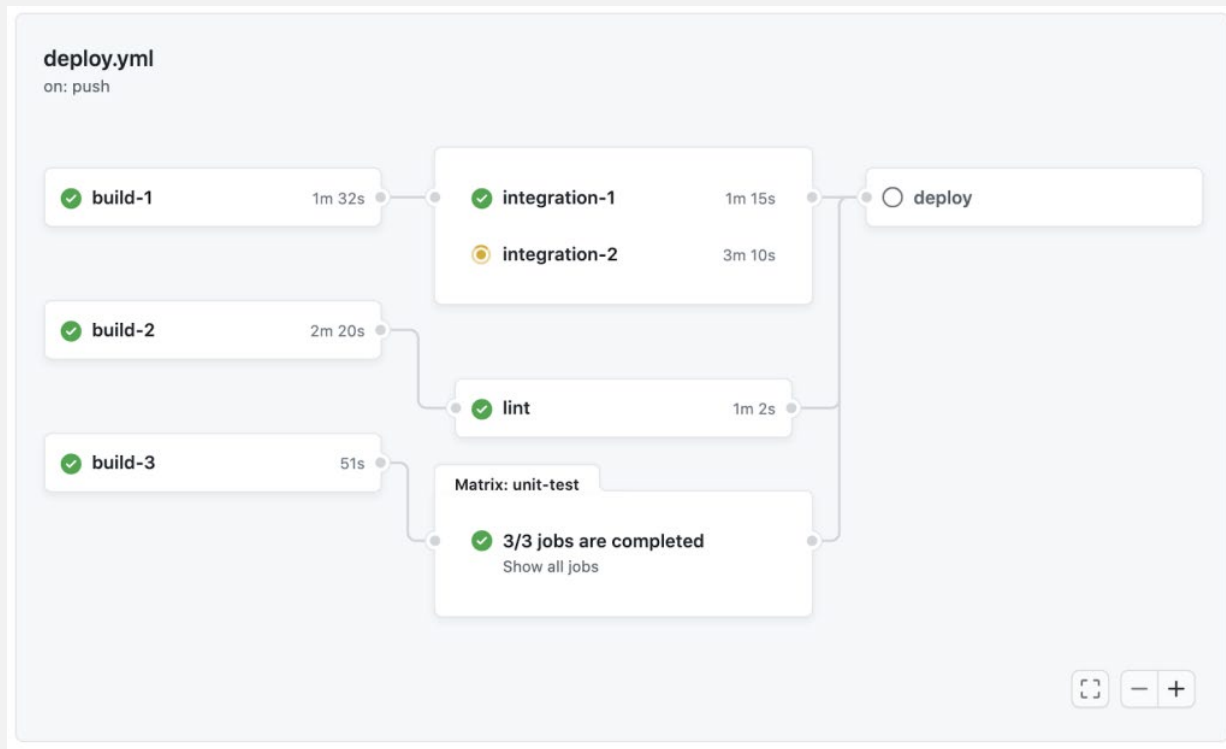 deploy.yml
on: push
build-1 1m 32s
integration-1 1m 15s
deploy
integration-2 3m 10s
build-2 2m 20s
lint 1m 2s
build-3 51s
Matrix: unit-test
3/3 jobs are completed
Show all jobs